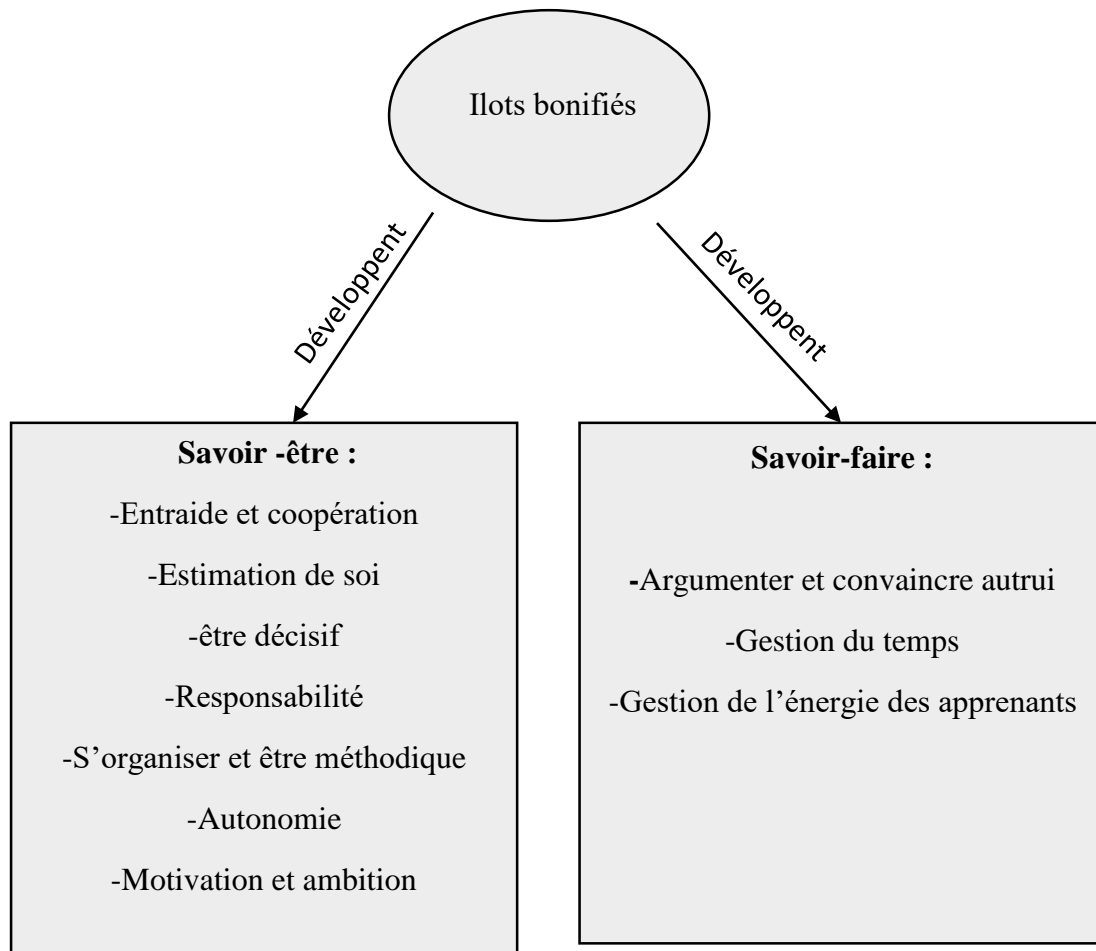 Ilots bonifiés
Développent
Développent
Savoir -être :
-Entraide et coopération
-Estimation de soi
-être décisif
-Responsabilité
-S’organiser et être méthodique
-Autonomie
-Motivation et ambition
Savoir-faire :
-Argumenter et convaincre autrui
-Gestion du temps
-Gestion de l’énergie des apprenants